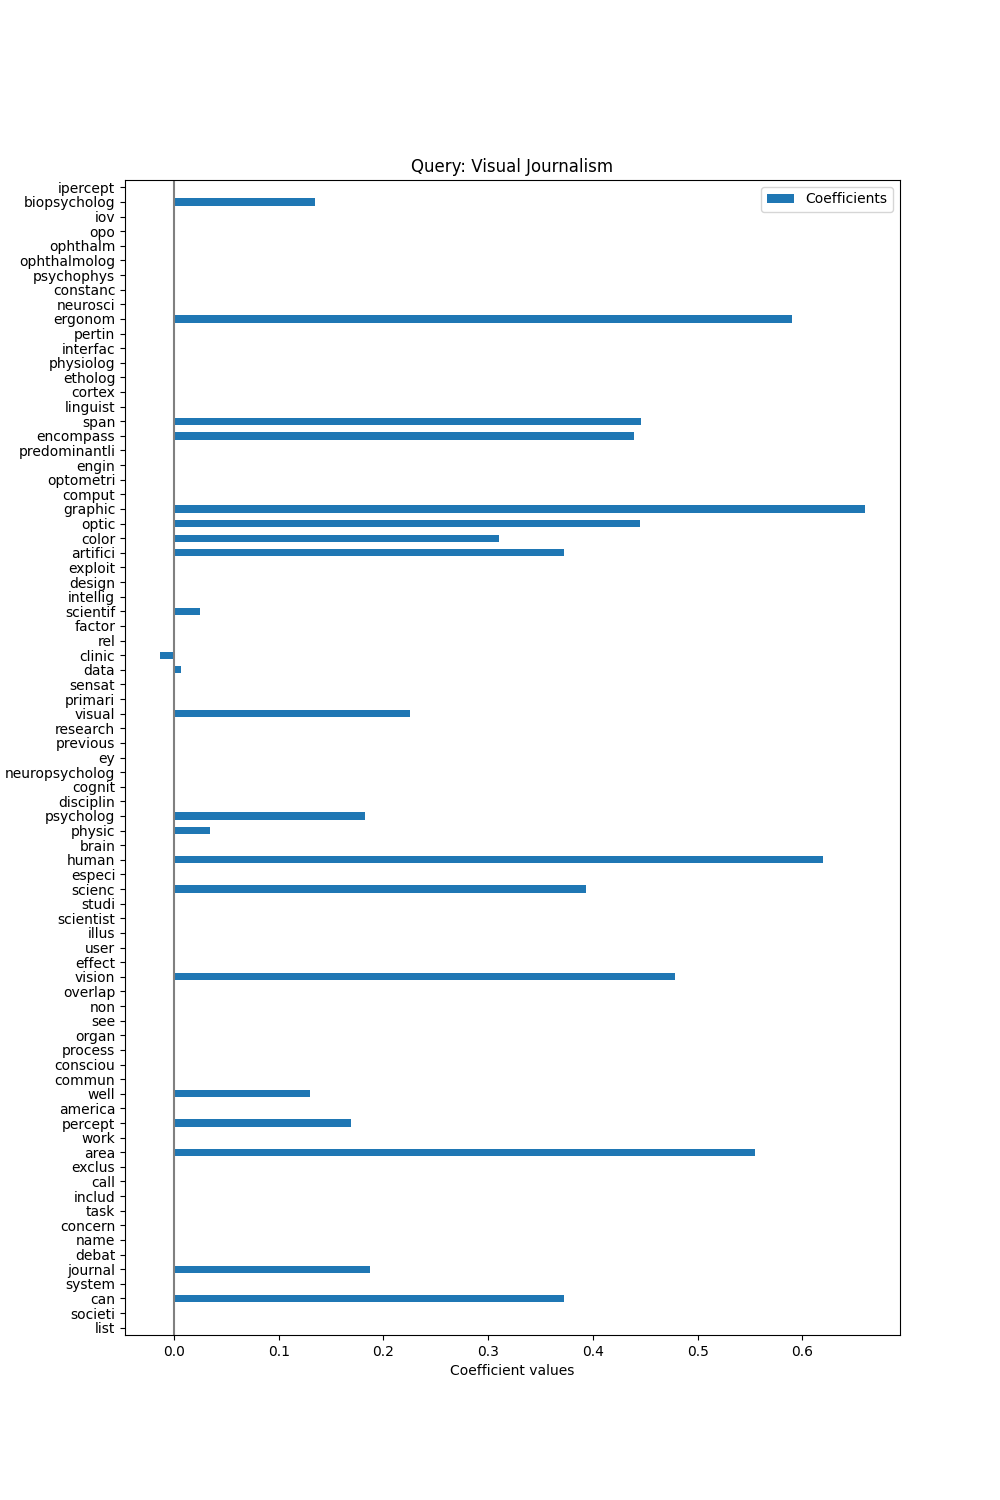 Query: Visual Journalism
Coefficients
ipercept
biopsycholog
iov
opo
ophthalm
ophthalmolog
psychophys
constanc
neurosci
ergonom
pertin
interfac
physiolog
etholog
cortex
linguist
span
encompass
predominantli
engin
optometri
comput
graphic
optic
color
artifici
exploit
design
intellig
scientif
factor
rel
clinic
data
sensat
primari
visual
research
previous
ey
neuropsycholog
cognit
disciplin
psycholog
physic
brain
human
especi
scienc
studi
scientist
illus
user
effect
vision
overlap
non
see
organ
process
consciou
commun
well
america
percept
work
area
exclus
call
includ
task
concern
name
debat
journal
system
can
societi
list
0.0 0.1 0.2 0.3 0.4 0.5 0.6
Coefficient values